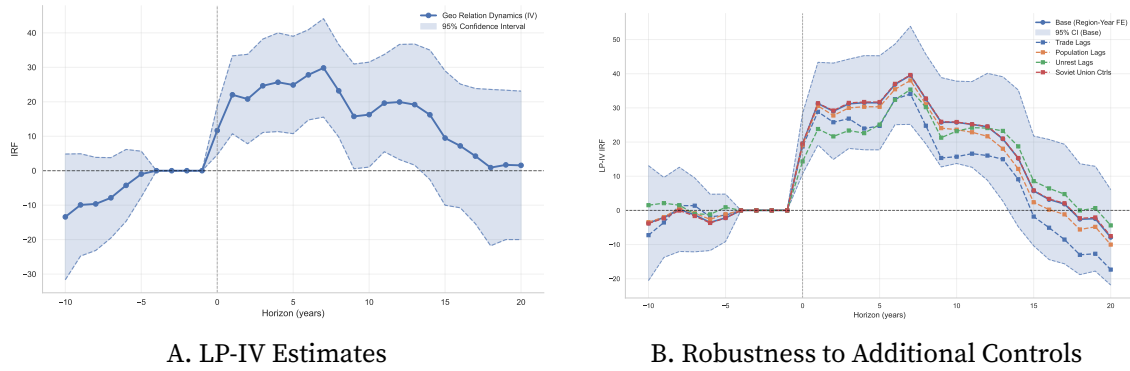 Geo Relation Dynamics (IV)
95% Confidence Interval
40
30
20
10
0
−10
−20
−30
IRF
−10
−5
0
5
10
15
20
Horizon (years)
A. LP-IV Estimates
Base (Region-Year FE)
95% CI (Base)
Trade Lags
Population Lags
Unrest Lags
Soviet Union Ctrls
50
40
30
20
10
0
−10
−20
LP-IV IRF
−10
−5
0
5
10
15
20
Horizon (years)
B. Robustness to Additional Controls